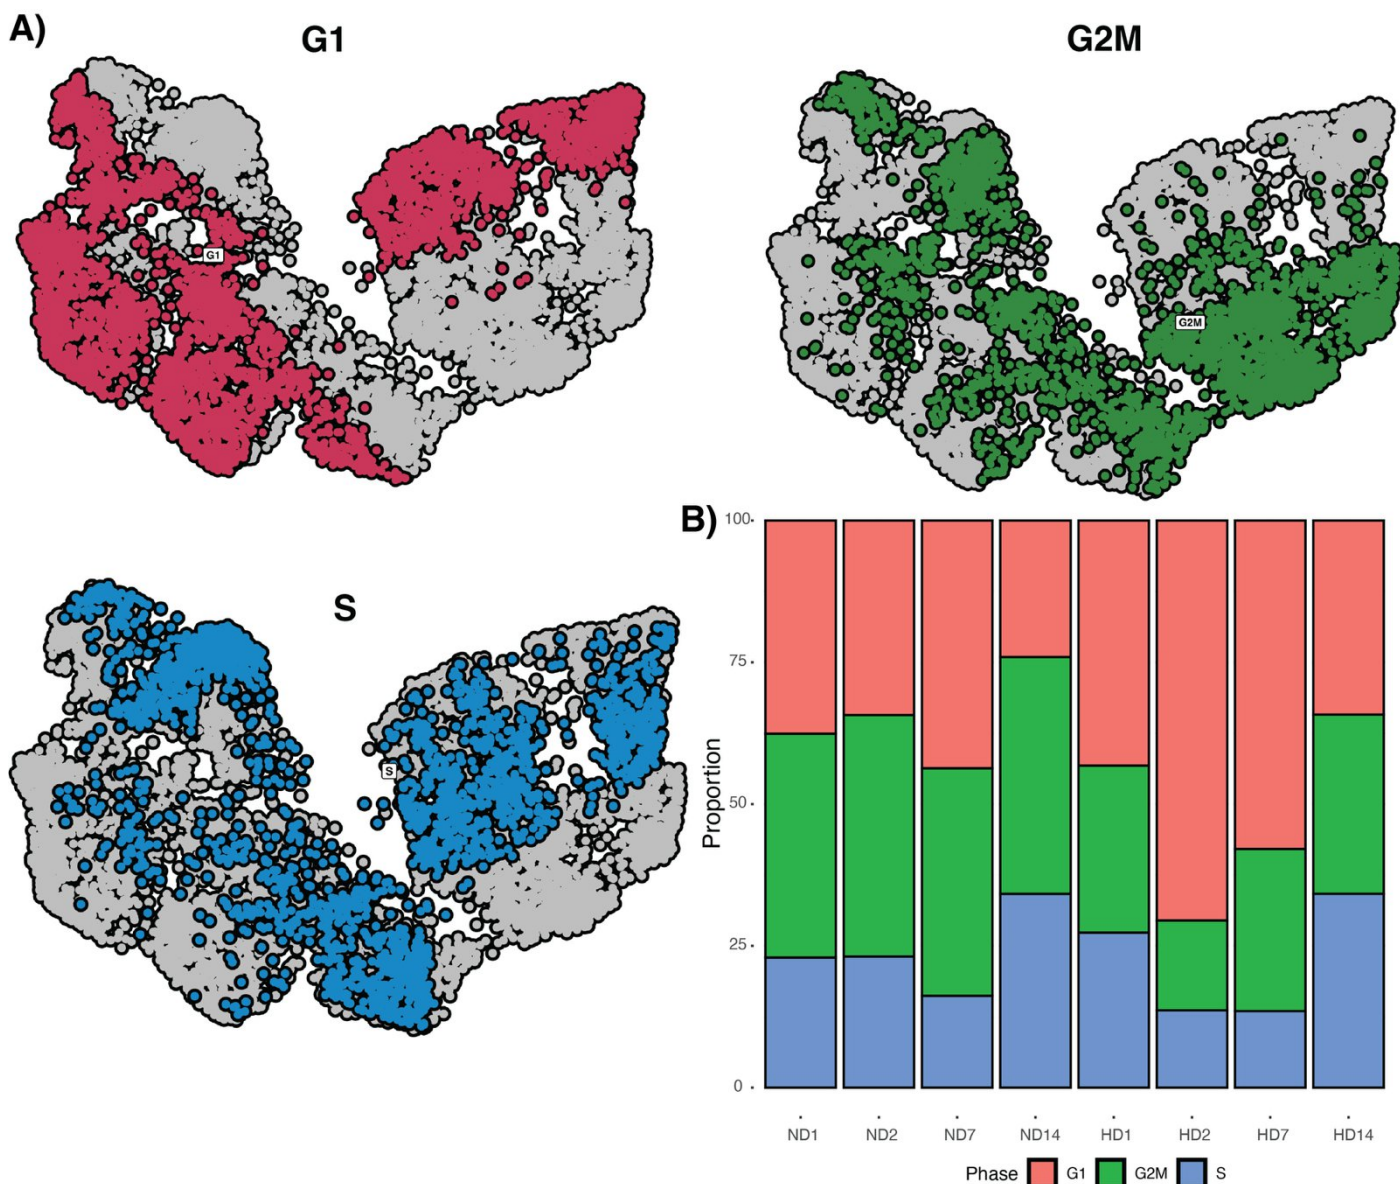 A)
G1
G2M
G1
G2M
S
S
B)
100
75
50
25
0
Proportion
ND1 ND2 ND7 ND14 HD1 HD2 HD7 HD14
Phase G1 G2M S